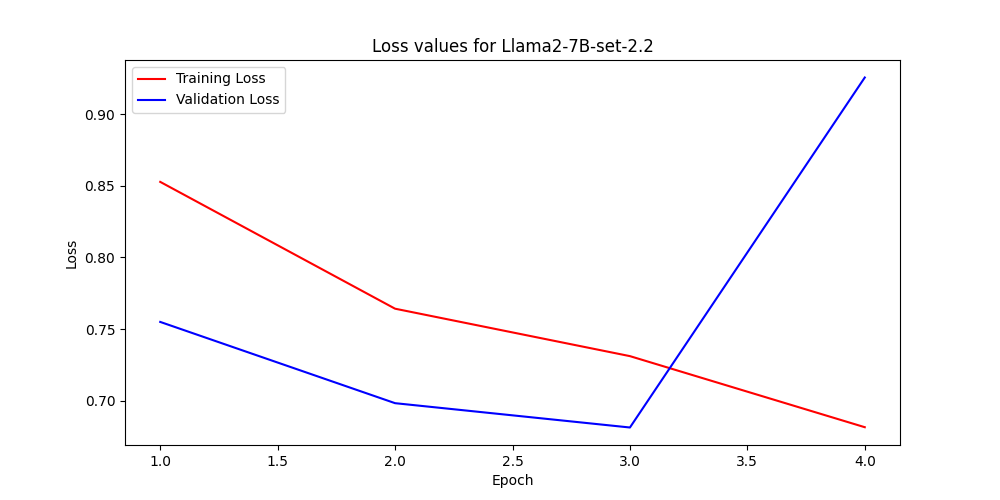 Loss values for Llama2-7B-set-2.2
Training Loss
Validation Loss
0.90
0.85
0.80
0.75
0.70
Loss
1.0 1.5 2.0 2.5 3.0 3.5 4.0
Epoch